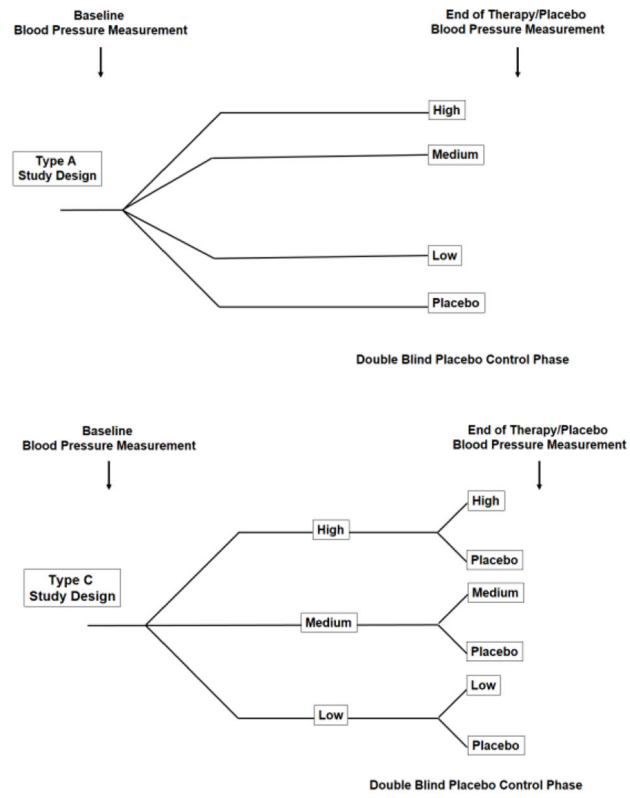 Baseline
Blood Pressure Measurement
End of Therapy/Placebo
Blood Pressure Measurement
Type A
Study Design
High
Medium
Low
Placebo
Double Blind Placebo Control Phase
Baseline
Blood Pressure Measurement
End of Therapy/Placebo
Blood Pressure Measurement
Type C
Study Design
High
High
Placebo
Medium
Medium
Placebo
Low
Low
Placebo
Double Blind Placebo Control Phase